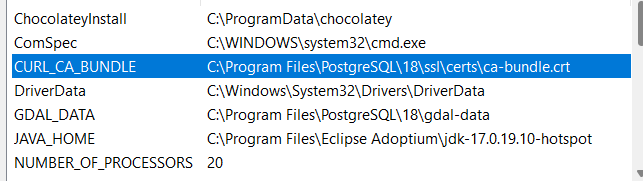 ChocolateyInstall C:\ProgramData\chocolatey
ComSpec C:\WINDOWS\system32\cmd.exe
CURL_CA_BUNDLE C:\Program Files\PostgreSQL\18\ssl\certs\ca-bundle.crt
DriverData C:\Windows\System32\Drivers\DriverData
GDAL_DATA C:\Program Files\PostgreSQL\18\gdal-data
JAVA_HOME C:\Program Files\Eclipse Adoptium\jdk-17.0.19.10-hotspot
NUMBER_OF_PROCESSORS 20